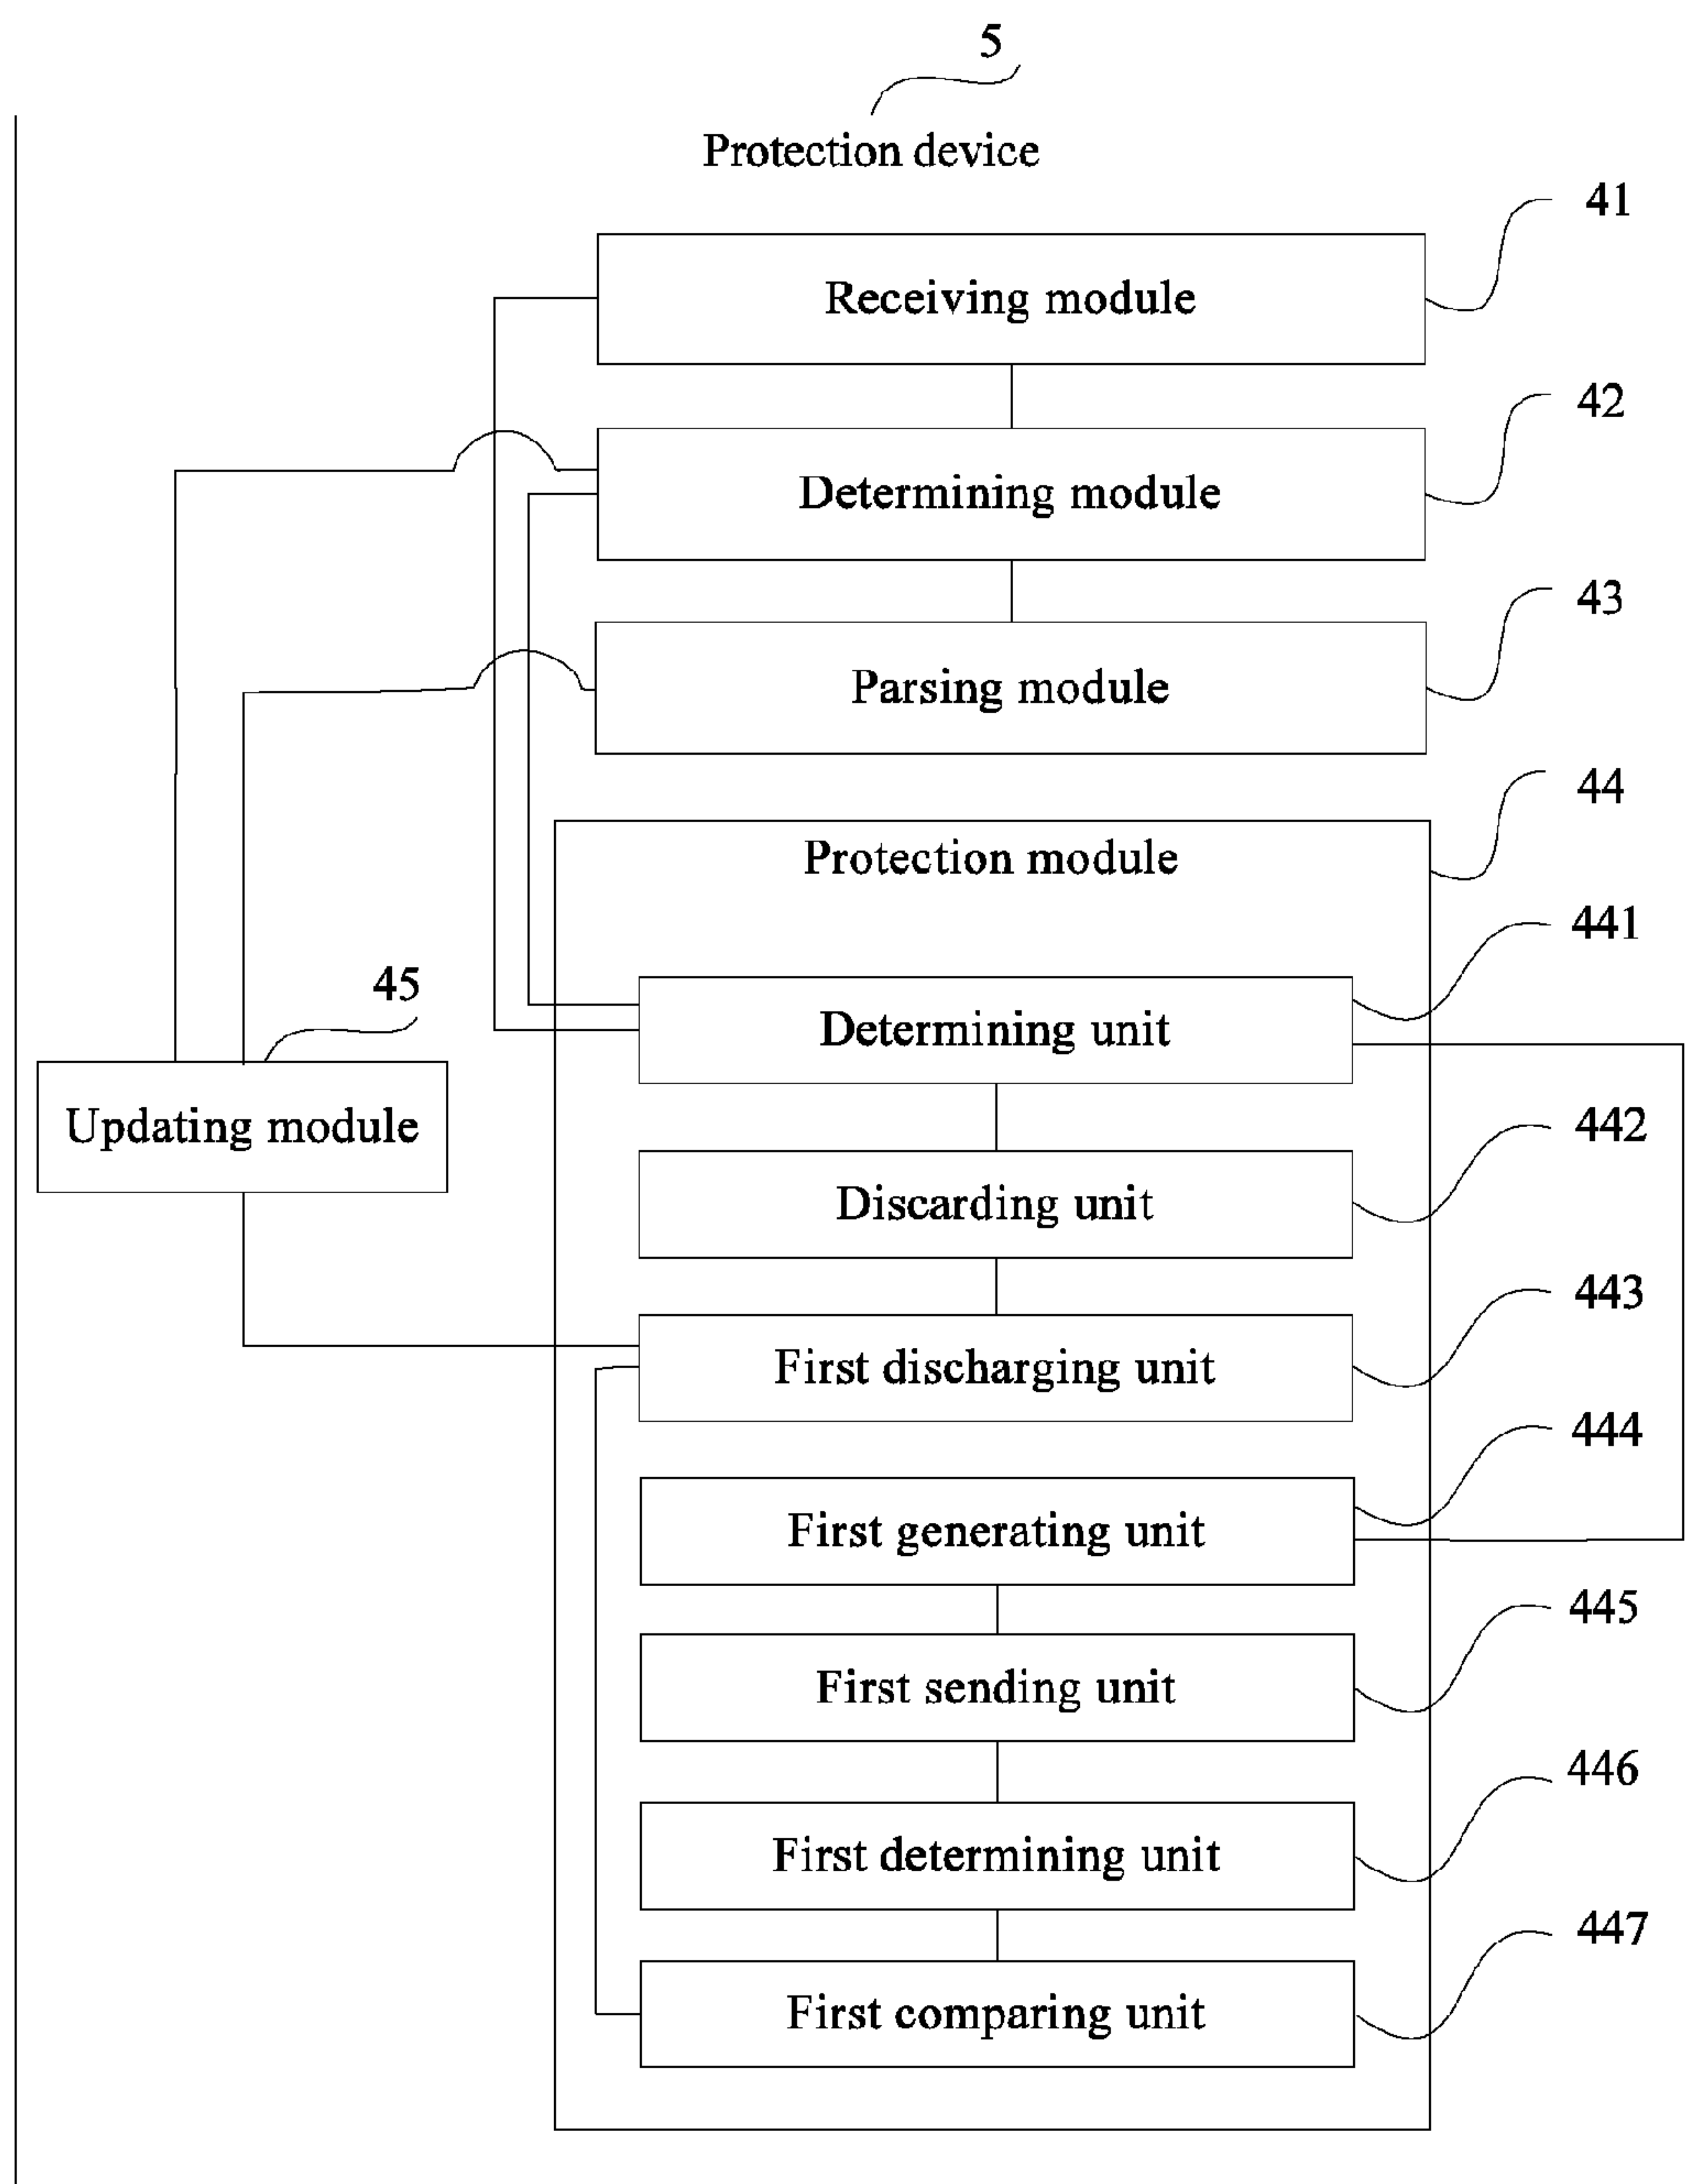 5
Protection device
41
Receiving module
42
Determining module
43
Parsing module
44
Protection module
441
45
Determining unit
Updating module
442
Discarding unit
443
First discharging unit
444
First generating unit
445
First sending unit
446
First determining unit
447
First comparing unit